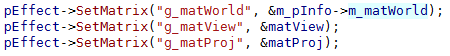 pEffect->SetMatrix("g_matWorld", &m_pInfo->m_matWorld);
pEffect->SetMatrix("g_matView", &matView);
pEffect->SetMatrix("g_matProj", &matProj);